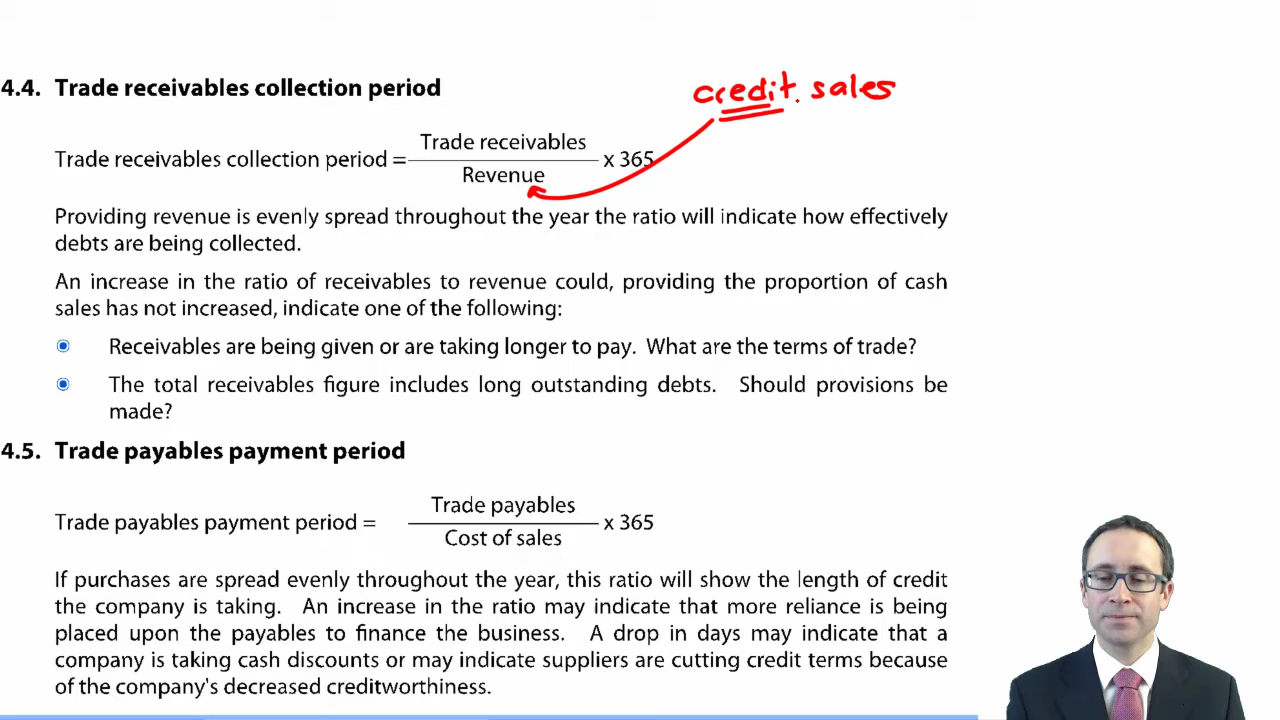 4.4. Trade receivables collection period
credit sales
Trade receivables collection period = Trade receivables
Revenue
x 365
Providing revenue is evenly spread throughout the year the ratio will indicate how effectively
debts are being collected.
An increase in the ratio of receivables to revenue could, providing the proportion of cash
sales has not increased, indicate one of the following:
Receivables are being given or are taking longer to pay. What are the terms of trade?
The total receivables figure includes long outstanding debts. Should provisions be
made?
4.5. Trade payables payment period
Trade payables payment period = Trade payables
Cost of sales
x 365
If purchases are spread evenly throughout the year, this ratio will show the length of credit
the company is taking. An increase in the ratio may indicate that more reliance is being
placed upon the payables to finance the business. A drop in days may indicate that a
company is taking cash discounts or may indicate suppliers are cutting credit terms because
of the company's decreased creditworthiness.